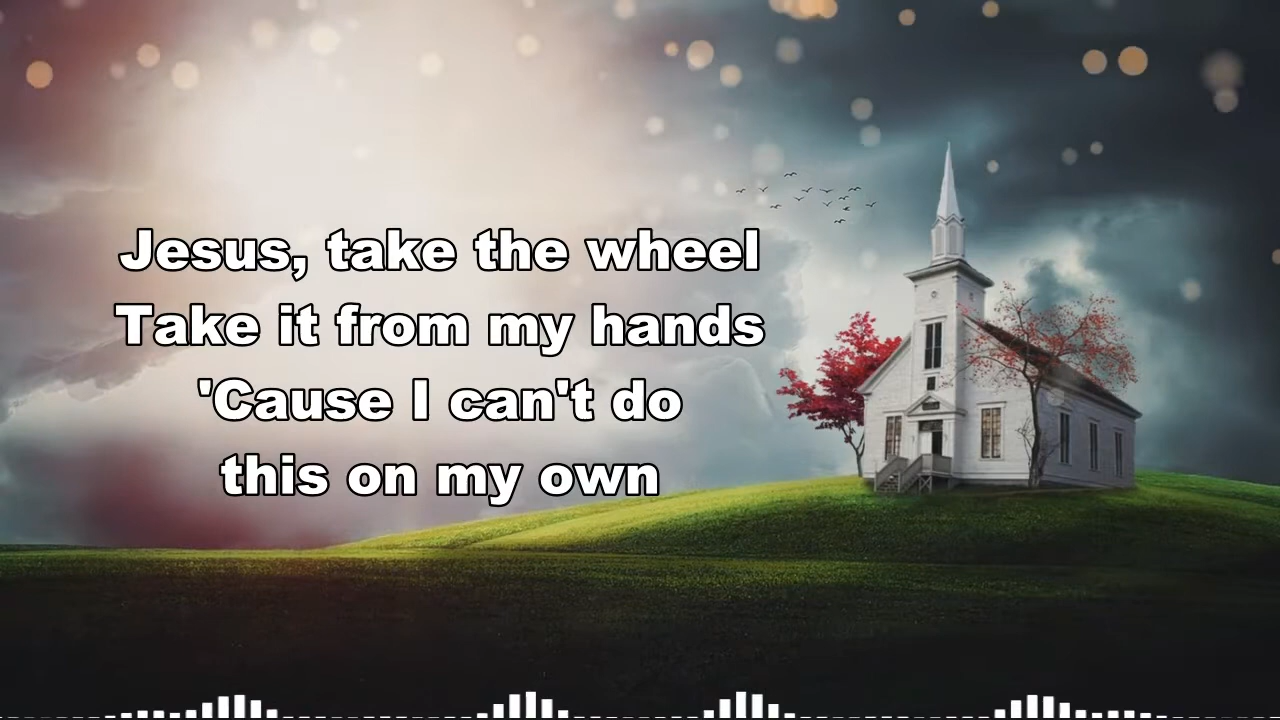 Jesus, take the wheel
Take it from my hands
'Cause I can't do
this on my own